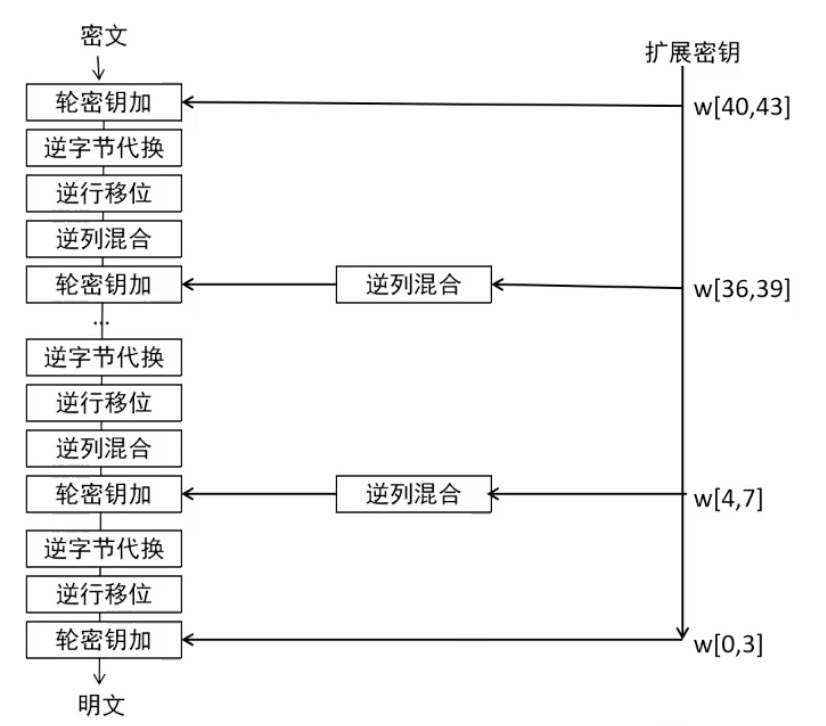 密文
扩展密钥
轮密钥加
w[40,43]
逆字节代换
逆行移位
逆列混合
轮密钥加
逆列混合
w[36,39]
...
逆字节代换
逆行移位
逆列混合
轮密钥加
逆列混合
w[4,7]
逆字节代换
逆行移位
轮密钥加
w[0,3]
明文